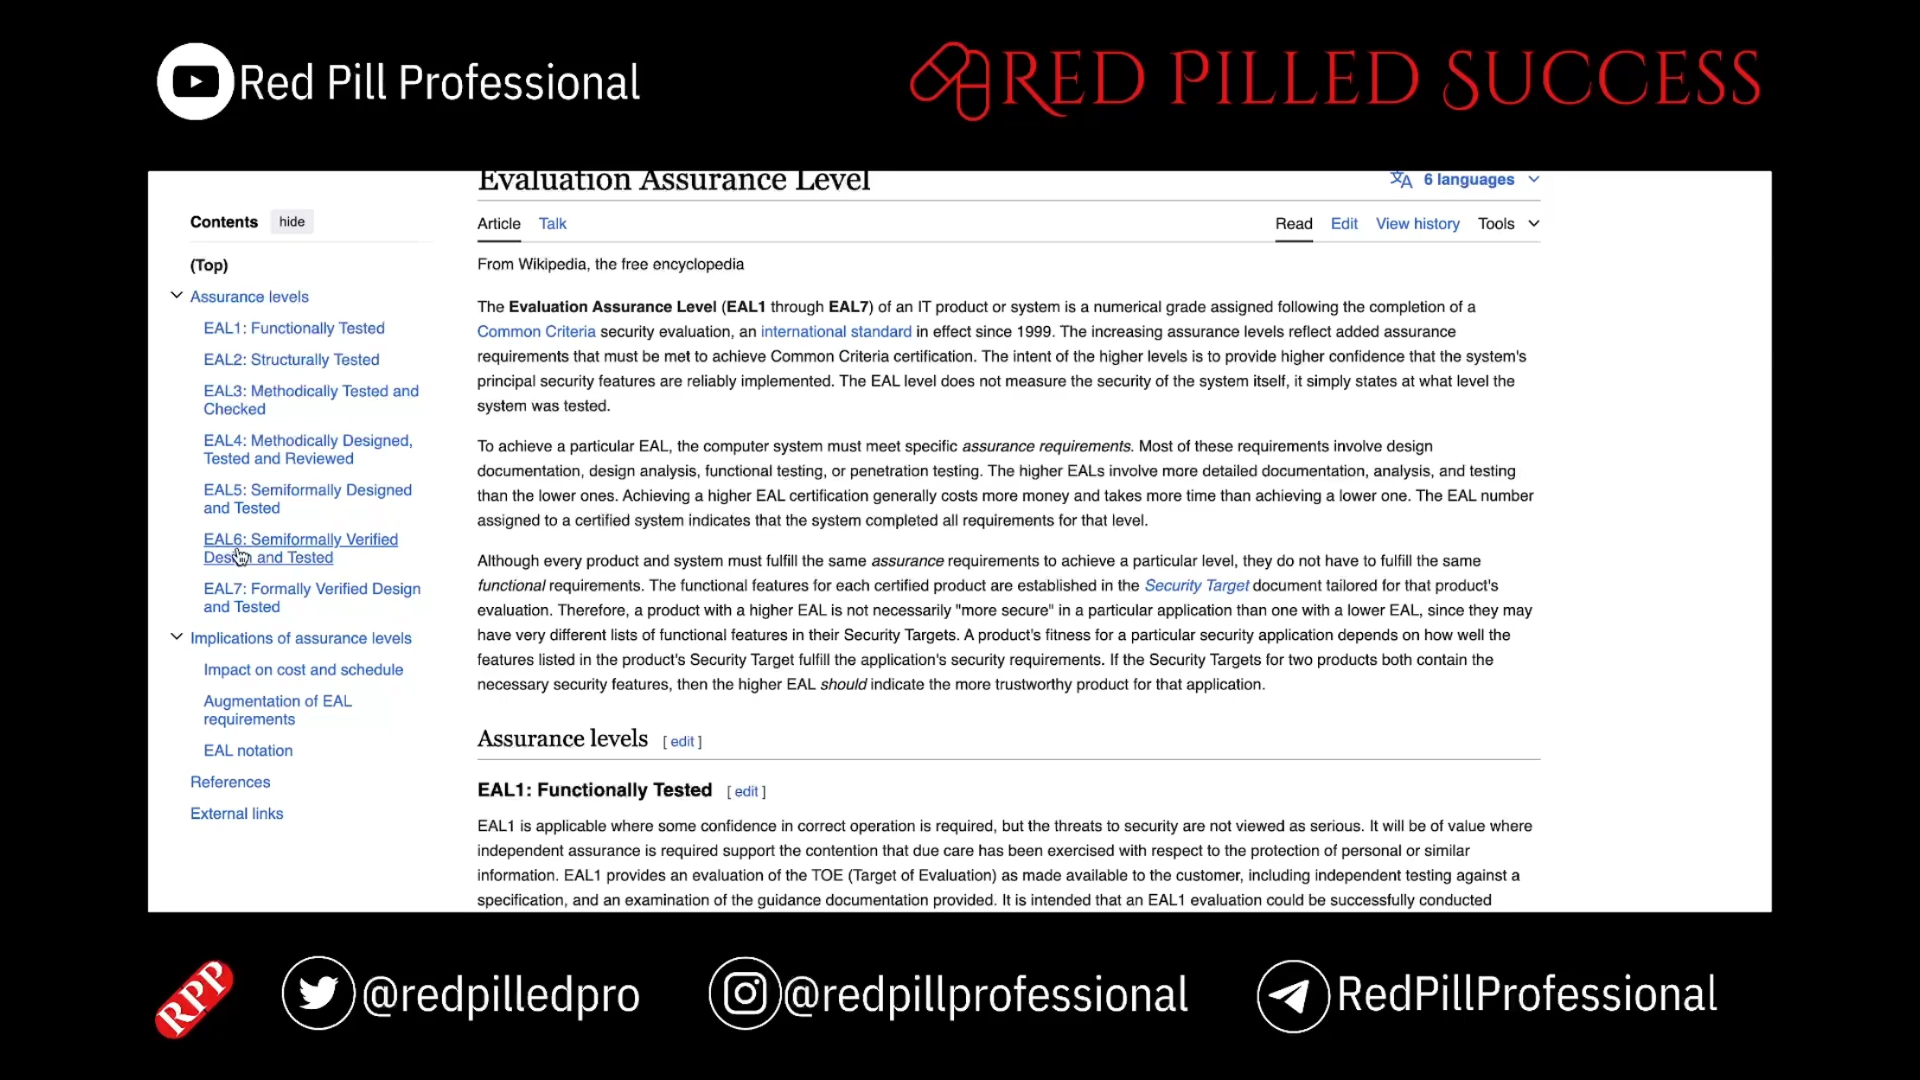 Red Pill Professional
RED PILLED SUCCESS
Evaluation Assurance Level
6 languages
Contents hide
Article Talk
Read Edit View history Tools
(Top)
Assurance levels
EAL1: Functionally Tested
EAL2: Structurally Tested
EAL3: Methodically Tested and
Checked
EAL4: Methodically Designed,
Tested and Reviewed
EAL5: Semiformally Designed
and Tested
EAL6: Semiformally Verified
Design and Tested
EAL7: Formally Verified Design
and Tested
Implications of assurance levels
Impact on cost and schedule
Augmentation of EAL
requirements
EAL notation
References
External links
From Wikipedia, the free encyclopedia
The Evaluation Assurance Level (EAL1 through EAL7) of an IT product or system is a numerical grade assigned following the completion of a
Common Criteria security evaluation, an international standard in effect since 1999. The increasing assurance levels reflect added assurance
requirements that must be met to achieve Common Criteria certification. The intent of the higher levels is to provide higher confidence that the system's
principal security features are reliably implemented. The EAL level does not measure the security of the system itself, it simply states at what level the
system was tested.
To achieve a particular EAL, the computer system must meet specific assurance requirements. Most of these requirements involve design
documentation, design analysis, functional testing, or penetration testing. The higher EALs involve more detailed documentation, analysis, and testing
than the lower ones. Achieving a higher EAL certification generally costs more money and takes more time than achieving a lower one. The EAL number
assigned to a certified system indicates that the system completed all requirements for that level.
Although every product and system must fulfill the same assurance requirements to achieve a particular level, they do not have to fulfill the same
functional requirements. The functional features for each certified product are established in the Security Target document tailored for that product's
evaluation. Therefore, a product with a higher EAL is not necessarily "more secure" in a particular application than one with a lower EAL, since they may
have very different lists of functional features in their Security Targets. A product's fitness for a particular security application depends on how well the
features listed in the product's Security Target fulfill the application's security requirements. If the Security Targets for two products both contain the
necessary security features, then the higher EAL should indicate the more trustworthy product for that application.
Assurance levels [ edit ]
EAL1: Functionally Tested [ edit ]
EAL1 is applicable where some confidence in correct operation is required, but the threats to security are not viewed as serious. It will be of value where
independent assurance is required support the contention that due care has been exercised with respect to the protection of personal or similar
information. EAL1 provides an evaluation of the TOE (Target of Evaluation) as made available to the customer, including independent testing against a
specification, and an examination of the guidance documentation provided. It is intended that an EAL1 evaluation could be successfully conducted
RPP
@redpilledpro
@redpillprofessional
RedPillProfessional